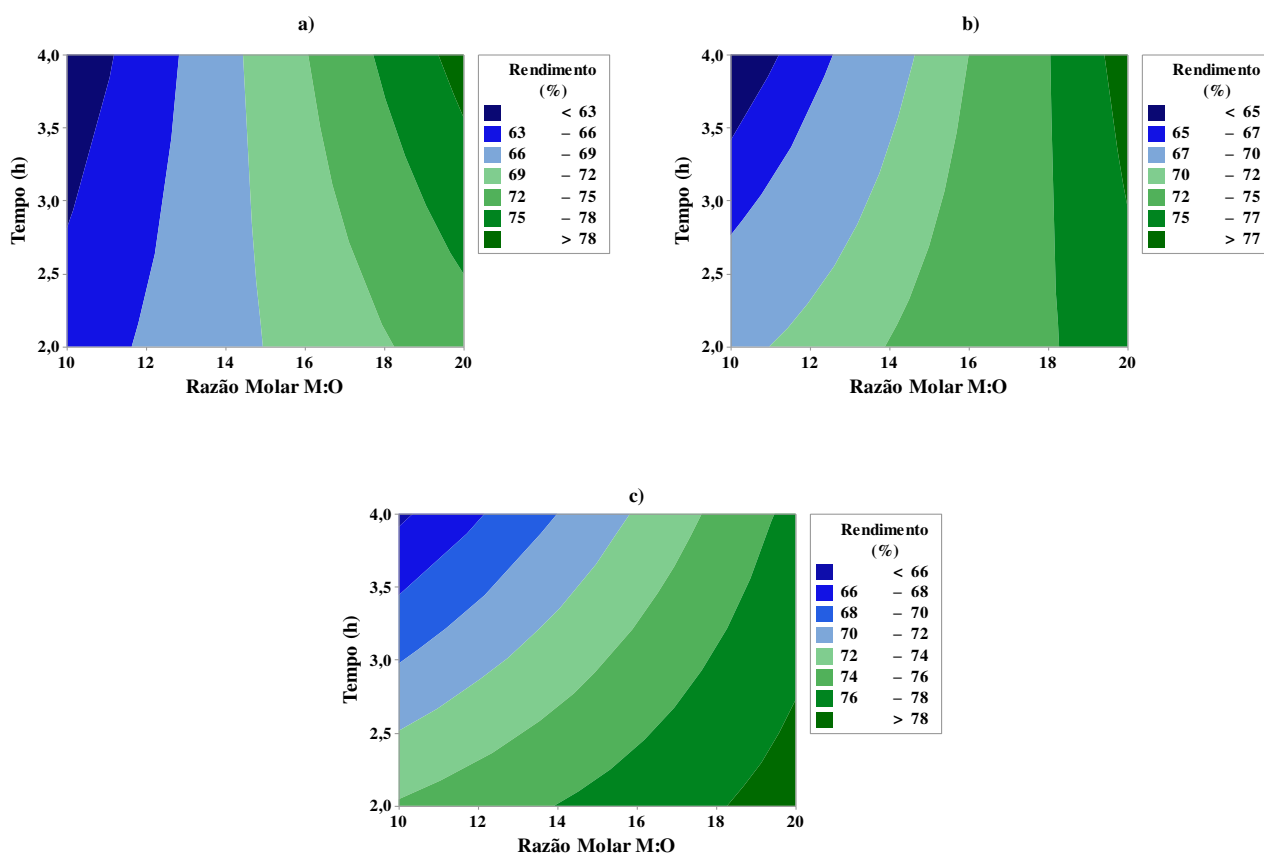 a)
4,0
3,5
3,0
2,5
2,0
Tempo (h)
10 12 14 16 18 20
Razão Molar M:O
Rendimento
(%)
< 63
63 – 66
66 – 69
69 – 72
72 – 75
75 – 78
> 78
b)
4,0
3,5
3,0
2,5
2,0
Tempo (h)
10 12 14 16 18 20
Razão Molar M:O
Rendimento
(%)
< 65
65 – 67
67 – 70
70 – 72
72 – 75
75 – 77
> 77
c)
4,0
3,5
3,0
2,5
2,0
Tempo (h)
10 12 14 16 18 20
Razão Molar M:O
Rendimento
(%)
< 66
66 – 68
68 – 70
70 – 72
72 – 74
74 – 76
76 – 78
> 78